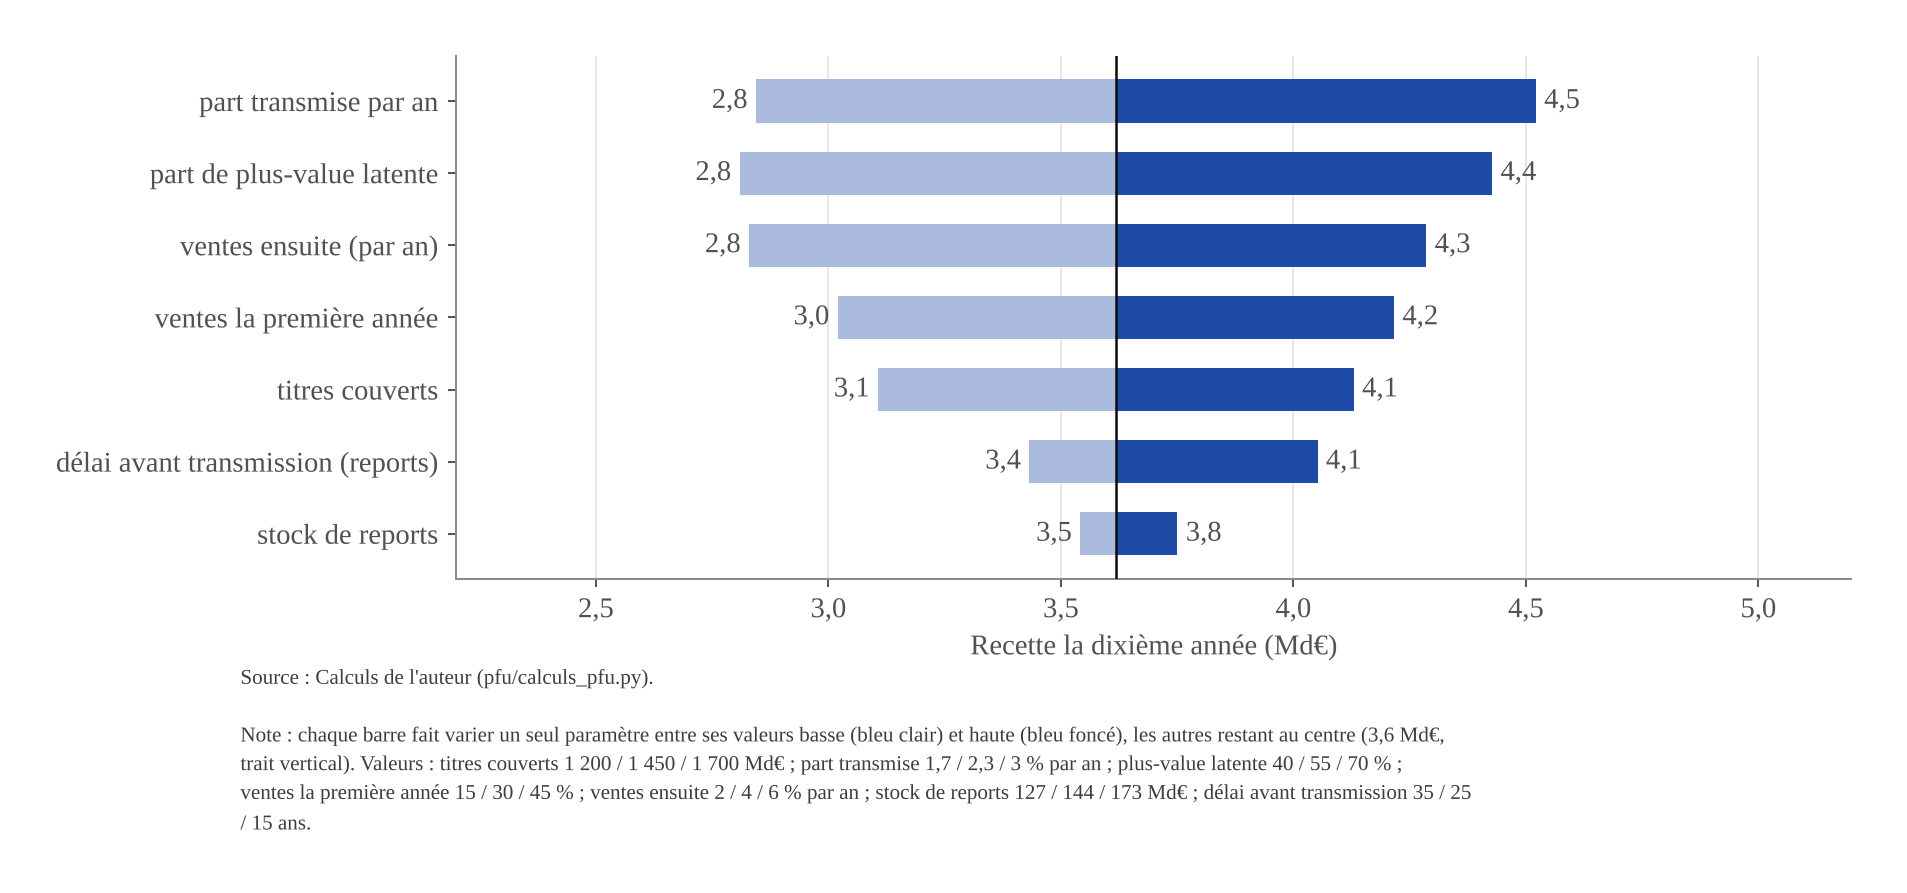 part transmise par an 2,8 4,5
part de plus-value latente 2,8 4,4
ventes ensuite (par an) 2,8 4,3
ventes la première année 3,0 4,2
titres couverts 3,1 4,1
délai avant transmission (reports) 3,4 4,1
stock de reports 3,5 3,8
2,5 3,0 3,5 4,0 4,5 5,0
Recette la dixième année (Md€)
Source : Calculs de l'auteur (pfu/calculs_pfu.py).
Note : chaque barre fait varier un seul paramètre entre ses valeurs basse (bleu clair) et haute (bleu foncé), les autres restant au centre (3,6 Md€,
trait vertical). Valeurs : titres couverts 1 200 / 1 450 / 1 700 Md€ ; part transmise 1,7 / 2,3 / 3 % par an ; plus-value latente 40 / 55 / 70 % ;
ventes la première année 15 / 30 / 45 % ; ventes ensuite 2 / 4 / 6 % par an ; stock de reports 127 / 144 / 173 Md€ ; délai avant transmission 35 / 25
/ 15 ans.